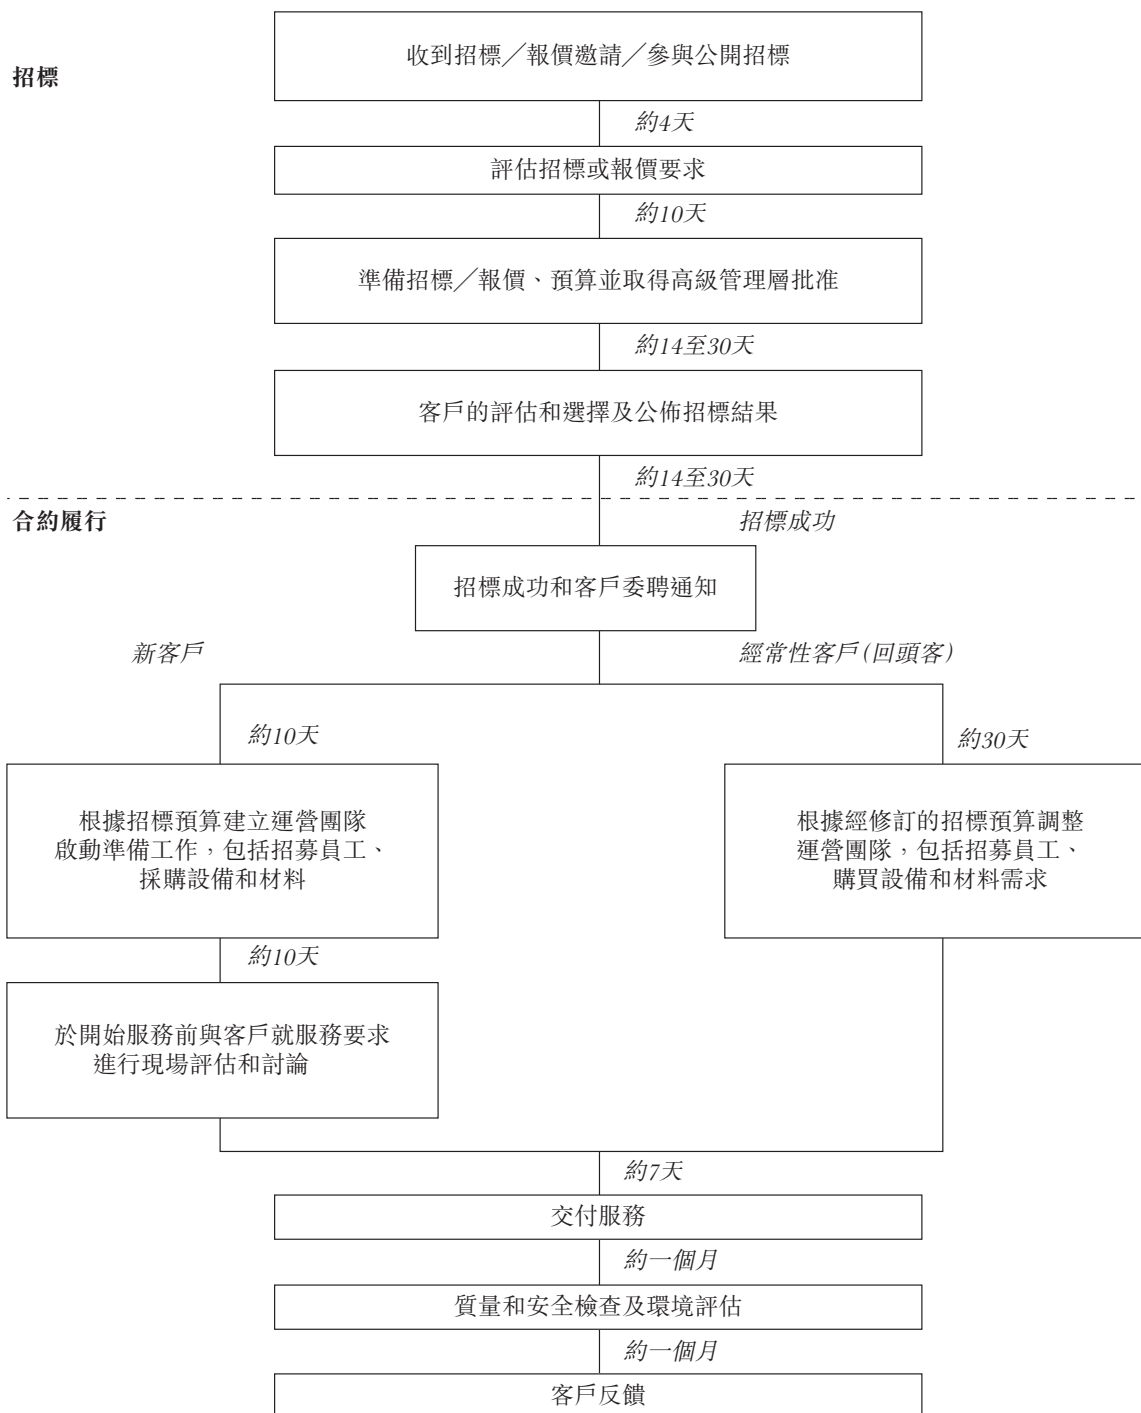 招標
收到招標／報價邀請／參與公開招標
約4天
評估招標或報價要求
約10天
準備招標／報價、預算並取得高級管理層批准
約14至30天
客戶的評估和選擇及公佈招標結果
約14至30天
合約履行
招標成功
招標成功和客戶委聘通知
新客戶
經常性客戶(回頭客)
約10天
約30天
根據招標預算建立運營團隊
啟動準備工作，包括招募員工、
採購設備和材料
根據經修訂的招標預算調整
運營團隊，包括招募員工、
購買設備和材料需求
約10天
於開始服務前與客戶就服務要求
進行現場評估和討論
約7天
交付服務
約一個月
質量和安全檢查及環境評估
約一個月
客戶反饋